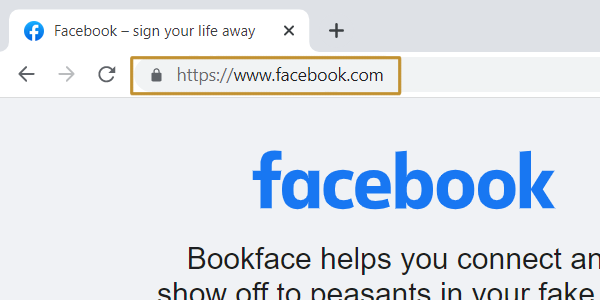 Facebook – sign your life away
https://www.facebook.com
facebook
Bookface helps you connect an
show off to peasants in your fake